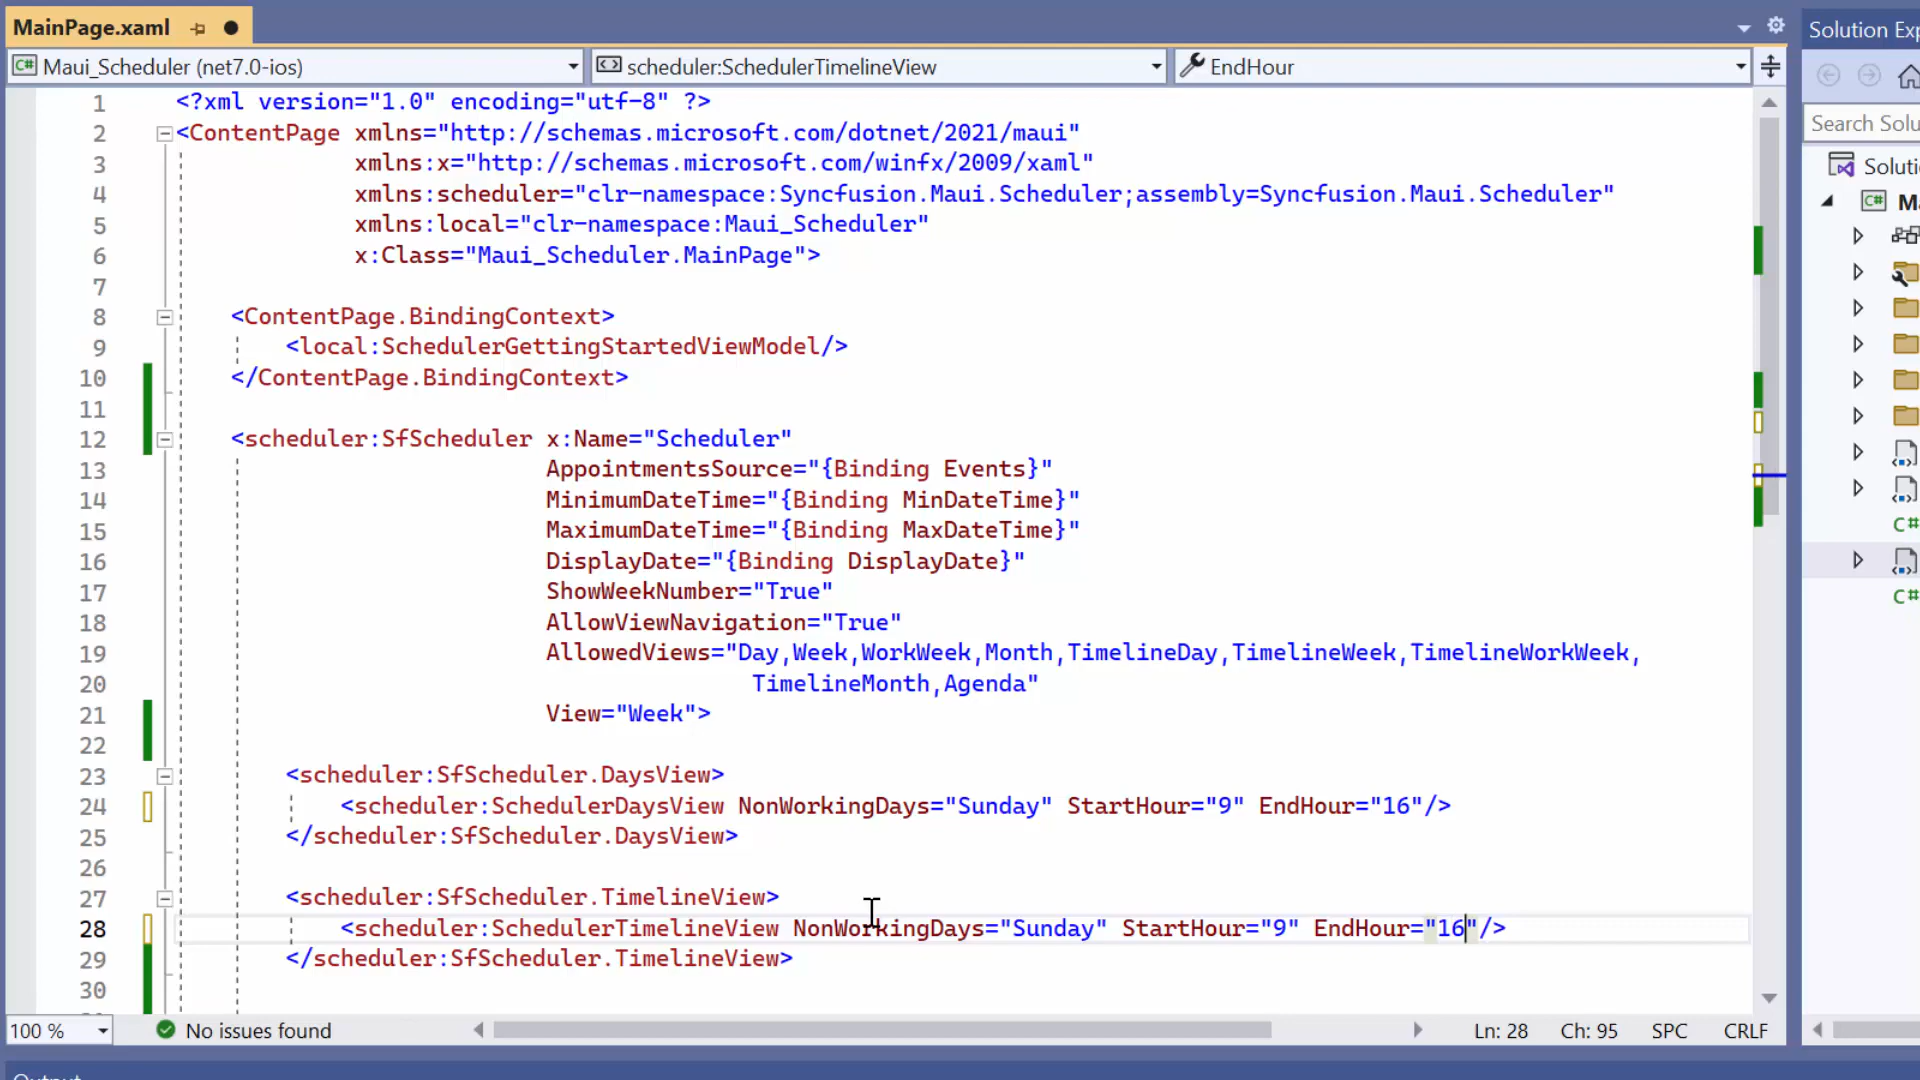 MainPage.xaml
Solution Exp
Maui_Scheduler (net7.0-ios)
scheduler:SchedulerTimelineView
EndHour
Search Solu
Solutio
Ma
1 <?xml version="1.0" encoding="utf-8" ?>
2 <ContentPage xmlns="http://schemas.microsoft.com/dotnet/2021/maui"
3 xmlns:x="http://schemas.microsoft.com/winfx/2009/xaml"
4 xmlns:scheduler="clr-namespace:Syncfusion.Maui.Scheduler;assembly=Syncfusion.Maui.Scheduler"
5 xmlns:local="clr-namespace:Maui_Scheduler"
6 x:Class="Maui_Scheduler.MainPage">
7
8 <ContentPage.BindingContext>
9 <local:SchedulerGettingStartedViewModel/>
10 </ContentPage.BindingContext>
11
12 <scheduler:SfScheduler x:Name="Scheduler"
13 AppointmentsSource="{Binding Events}"
14 MinimumDateTime="{Binding MinDateTime}"
15 MaximumDateTime="{Binding MaxDateTime}"
16 DisplayDate="{Binding DisplayDate}"
17 ShowWeekNumber="True"
18 AllowViewNavigation="True"
19 AllowedViews="Day,Week,WorkWeek,Month,TimelineDay,TimelineWeek,TimelineWorkWeek,
20 TimelineMonth,Agenda"
21 View="Week">
22
23 <scheduler:SfScheduler.DaysView>
24 <scheduler:SchedulerDaysView NonWorkingDays="Sunday" StartHour="9" EndHour="16"/>
25 </scheduler:SfScheduler.DaysView>
26
27 <scheduler:SfScheduler.TimelineView>
28 <scheduler:SchedulerTimelineView NonWorkingDays="Sunday" StartHour="9" EndHour="16"/>
29 </scheduler:SfScheduler.TimelineView>
30
C#
C#
100 %
No issues found
Ln: 28
Ch: 95
SPC
CRLF
Output